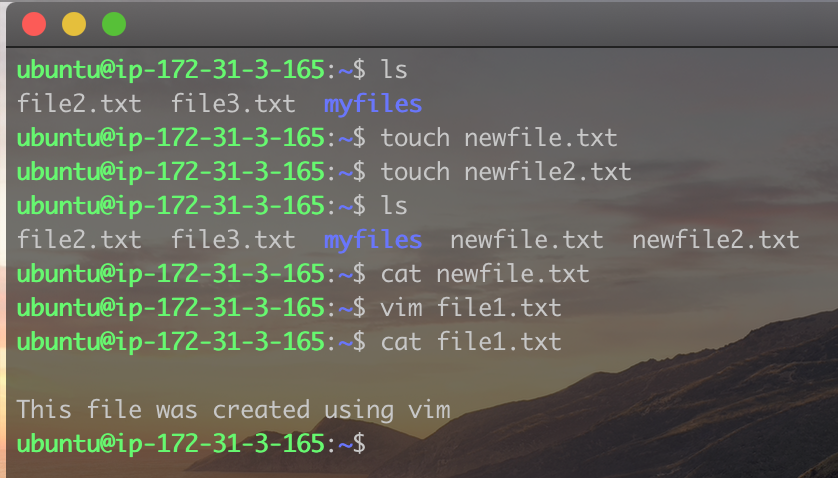 ubuntu@ip-172-31-3-165:~$ ls
file2.txt  file3.txt  myfiles
ubuntu@ip-172-31-3-165:~$ touch newfile.txt
ubuntu@ip-172-31-3-165:~$ touch newfile2.txt
ubuntu@ip-172-31-3-165:~$ ls
file2.txt  file3.txt  myfiles  newfile.txt  newfile2.txt
ubuntu@ip-172-31-3-165:~$ cat newfile.txt
ubuntu@ip-172-31-3-165:~$ vim file1.txt
ubuntu@ip-172-31-3-165:~$ cat file1.txt
This file was created using vim
ubuntu@ip-172-31-3-165:~$